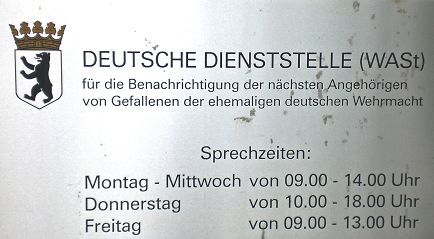 DEUTSCHE DIENSTSTELLE (WASt)
für die Benachrichtigung der nächsten Angehörigen
von Gefallenen der ehemaligen deutschen Wehrmacht
Sprechzeiten:
Montag - Mittwoch von 09.00 - 14.00 Uhr
Donnerstag von 10.00 - 18.00 Uhr
Freitag von 09.00 - 13.00 Uhr